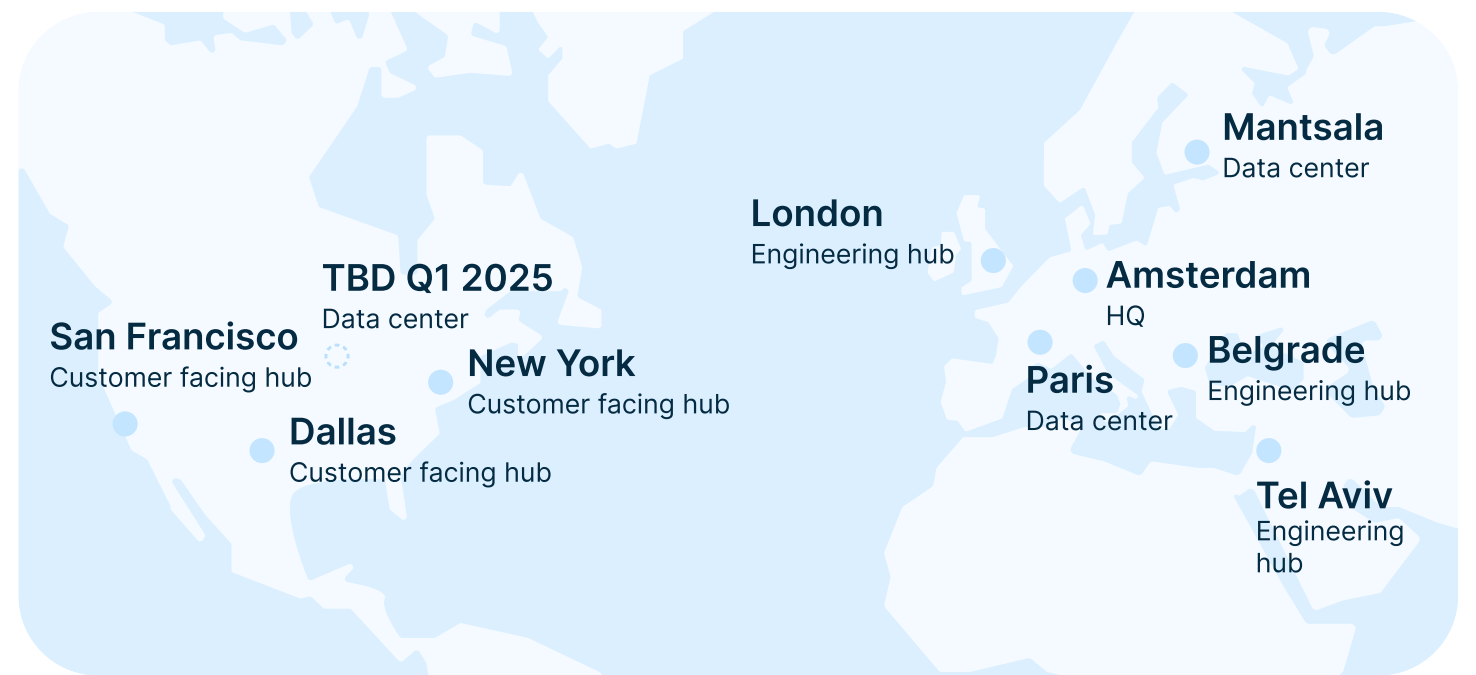 Mantsala
Data center
London
Engineering hub
TBD Q1 2025
Data center
Amsterdam
HQ
San Francisco
Customer facing hub
New York
Customer facing hub
Paris
Data center
Belgrade
Engineering hub
Dallas
Customer facing hub
Tel Aviv
Engineering
hub